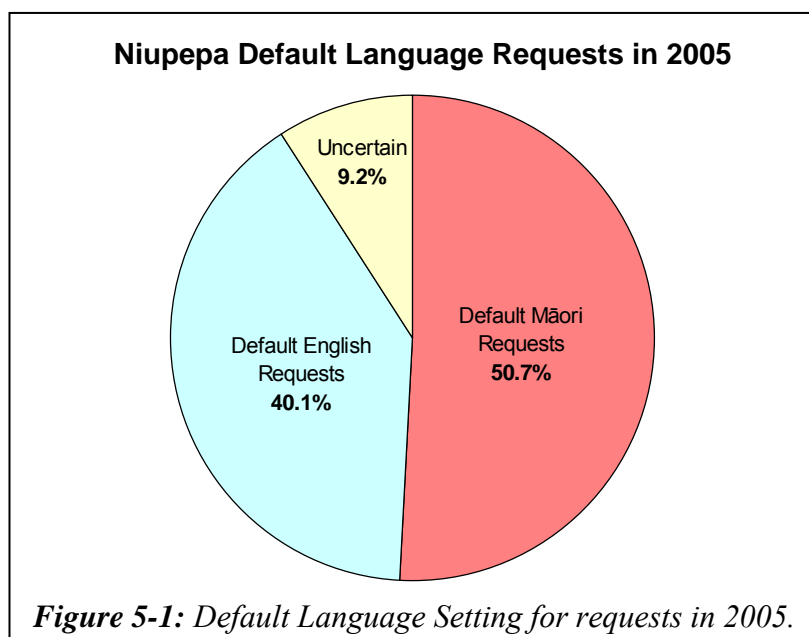 Niupepa Default Language Requests in 2005
Uncertain
9.2%
Default Māori
Requests
50.7%
Default English
Requests
40.1%
Figure 5-1: Default Language Setting for requests in 2005.